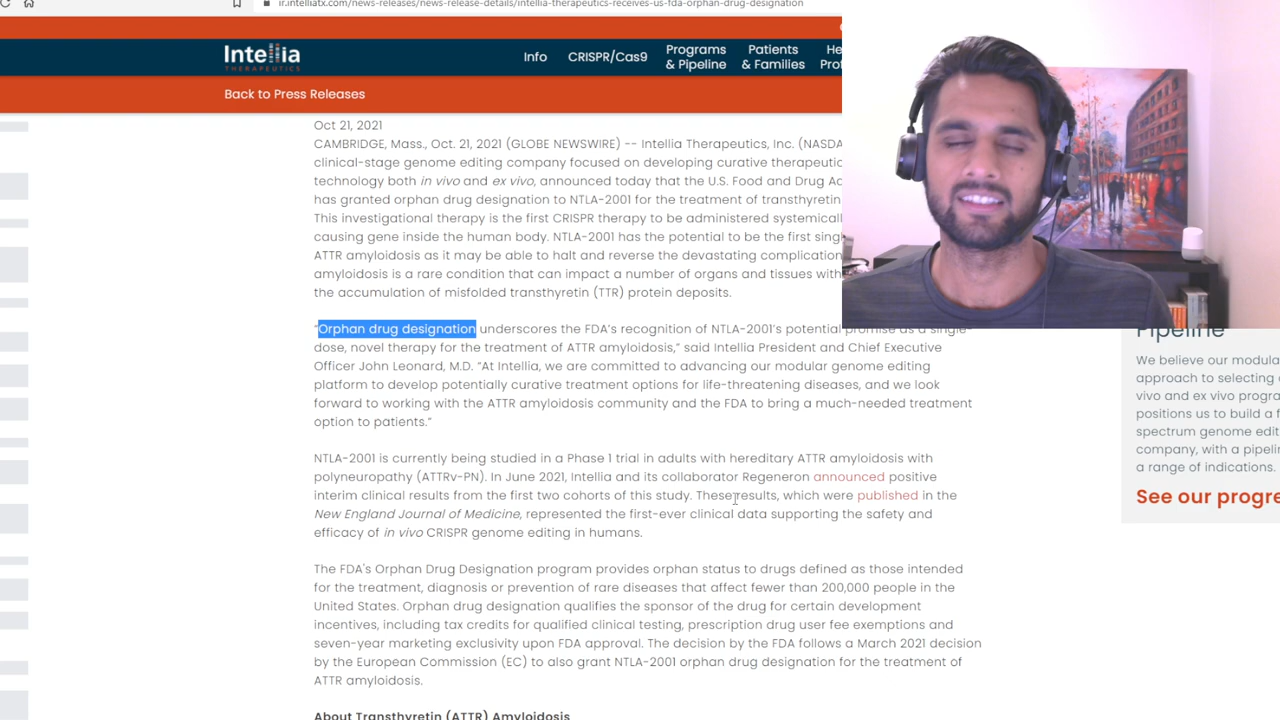 ir.intelliatx.com/news-releases/news-release-details/intellia-therapeutics-receives-us-fda-orphan-drug-designation
Intellia
THERAPEUTICS
Info
CRISPR/Cas9
Programs
& Pipeline
Patients
& Families
He
Prof
Back to Press Releases
Oct 21, 2021
CAMBRIDGE, Mass., Oct. 21, 2021 (GLOBE NEWSWIRE) -- Intellia Therapeutics, Inc. (NASDA
clinical-stage genome editing company focused on developing curative therapeutic
technology both in vivo and ex vivo, announced today that the U.S. Food and Drug Ad
has granted orphan drug designation to NTLA-2001 for the treatment of transthyretin
This investigational therapy is the first CRISPR therapy to be administered systemicall
causing gene inside the human body. NTLA-2001 has the potential to be the first singl
ATTR amyloidosis as it may be able to halt and reverse the devastating complication
amyloidosis is a rare condition that can impact a number of organs and tissues with
the accumulation of misfolded transthyretin (TTR) protein deposits.
“Orphan drug designation underscores the FDA’s recognition of NTLA-2001’s potential promise as a single-
dose, novel therapy for the treatment of ATTR amyloidosis,” said Intellia President and Chief Executive
Officer John Leonard, M.D. “At Intellia, we are committed to advancing our modular genome editing
platform to develop potentially curative treatment options for life-threatening diseases, and we look
forward to working with the ATTR amyloidosis community and the FDA to bring a much-needed treatment
option to patients.”
NTLA-2001 is currently being studied in a Phase 1 trial in adults with hereditary ATTR amyloidosis with
polyneuropathy (ATTRv-PN). In June 2021, Intellia and its collaborator Regeneron announced positive
interim clinical results from the first two cohorts of this study. These results, which were published in the
New England Journal of Medicine, represented the first-ever clinical data supporting the safety and
efficacy of in vivo CRISPR genome editing in humans.
The FDA’s Orphan Drug Designation program provides orphan status to drugs defined as those intended
for the treatment, diagnosis or prevention of rare diseases that affect fewer than 200,000 people in the
United States. Orphan drug designation qualifies the sponsor of the drug for certain development
incentives, including tax credits for qualified clinical testing, prescription drug user fee exemptions and
seven-year marketing exclusivity upon FDA approval. The decision by the FDA follows a March 2021 decision
by the European Commission (EC) to also grant NTLA-2001 orphan drug designation for the treatment of
ATTR amyloidosis.
About Transthyretin (ATTR) Amyloidosis
Pipeline
We believe our modula
approach to selecting
vivo and ex vivo progra
positions us to build a f
spectrum genome edit
company, with a pipelin
a range of indications.
See our progre